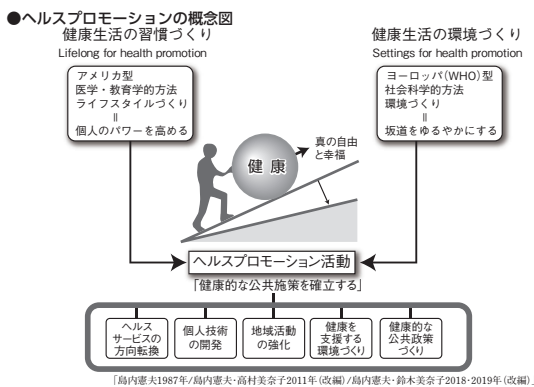 ●ヘルスプロモーションの概念図
健康生活の習慣づくり
Lifelong for health promotion
アメリカ型
医学・教育学的方法
ライフスタイルづくり
॥
個人のパワーを高める
健康生活の環境づくり
Settings for health promotion
ヨーロッパ(WHO)型
社会科学的方法
環境づくり
॥
坂道をゆるやかにする
健康
真の自由
と幸福
ヘルスプロモーション活動
「健康的な公共施策を確立する」
ヘルス
サービスの
方向転換
個人技術
の開発
地域活動
の強化
健康を
支援する
環境づくり
健康的な
公共政策
づくり
「島内憲夫1987年/島内憲夫・高村美奈子2011年(改編)/島内憲夫・鈴木美奈子2018・2019年(改編)」